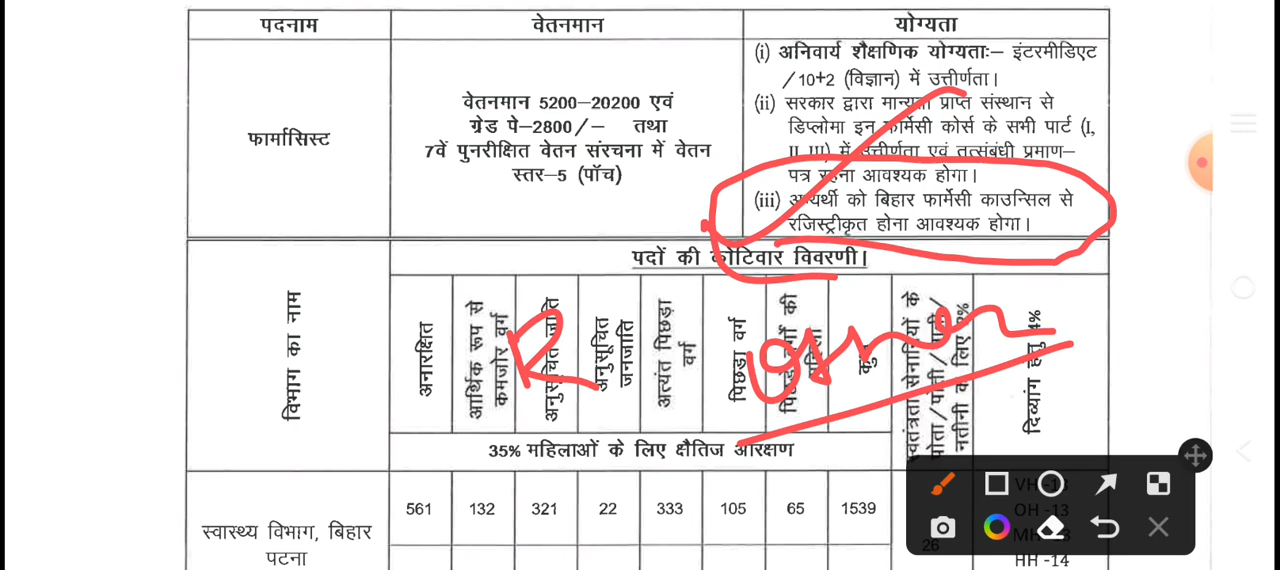 पदनाम
वेतनमान
योग्यता
फार्मासिस्ट
वेतनमान 5200–20200 एवं
ग्रेड पे–2800/– तथा
7वें पुनरीक्षित वेतन संरचना में वेतन
स्तर–5 (पाँच)
(i) अनिवार्य शैक्षणिक योग्यताः– इंटरमीडिएट
/10+2 (विज्ञान) में उत्तीर्णता।
(ii) सरकार द्वारा मान्यता प्राप्त संस्थान से
डिप्लोमा इन फार्मेसी कोर्स के सभी पार्ट (I,
II, III) में उत्तीर्णता एवं तत्संबंधी प्रमाण–
पत्र रहना आवश्यक होगा।
(iii) अभ्यर्थी को बिहार फार्मेसी काउन्सिल से
रजिस्ट्रीकृत होना आवश्यक होगा।
पदों की कोटिवार विवरणी।
विभाग का नाम
अनारक्षित
आर्थिक रूप से
कमजोर वर्ग
अनुसूचित जाति
अनुसूचित
जनजाति
अत्यंत पिछड़ा
वर्ग
पिछड़ा वर्ग
पिछड़े वर्गों की
स्वतंत्रता सेनानियों के
पोता/पोती/
नतीनी के लिए
दिव्यांग हेतु 4%
35% महिलाओं के लिए क्षैतिज आरक्षण
स्वास्थ्य विभाग, बिहार
पटना
561 132 321 22 333 105 65 1539
26
OH -13
HH -14